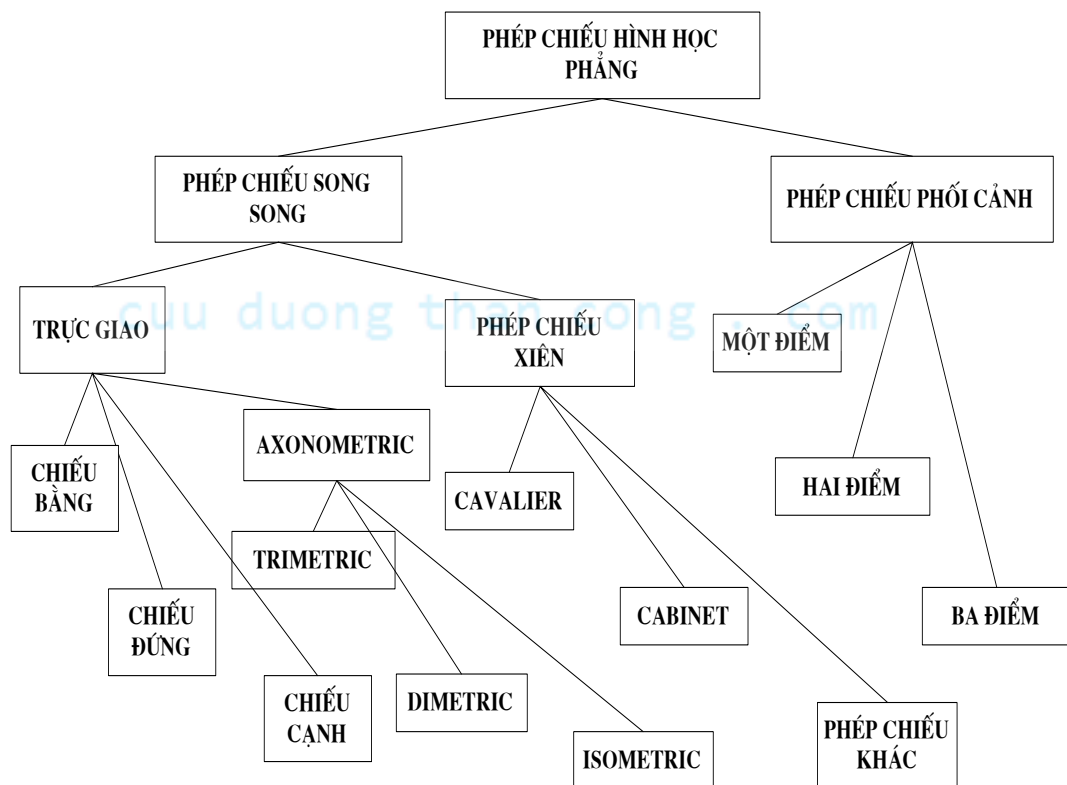 PHÉP CHIẾU HÌNH HỌC
PHẲNG
PHÉP CHIẾU SONG
SONG
PHÉP CHIẾU PHỐI CẢNH
cuu duong than cong . com
TRỰC GIAO
PHÉP CHIẾU
XIÊN
MỘT ĐIỂM
AXONOMETRIC
CHIẾU
BẰNG
CAVALIER
HAI ĐIỂM
TRIMETRIC
CHIẾU
ĐỨNG
CABINET
BA ĐIỂM
CHIẾU
CẠNH
DIMETRIC
ISOMETRIC
PHÉP CHIẾU
KHÁC